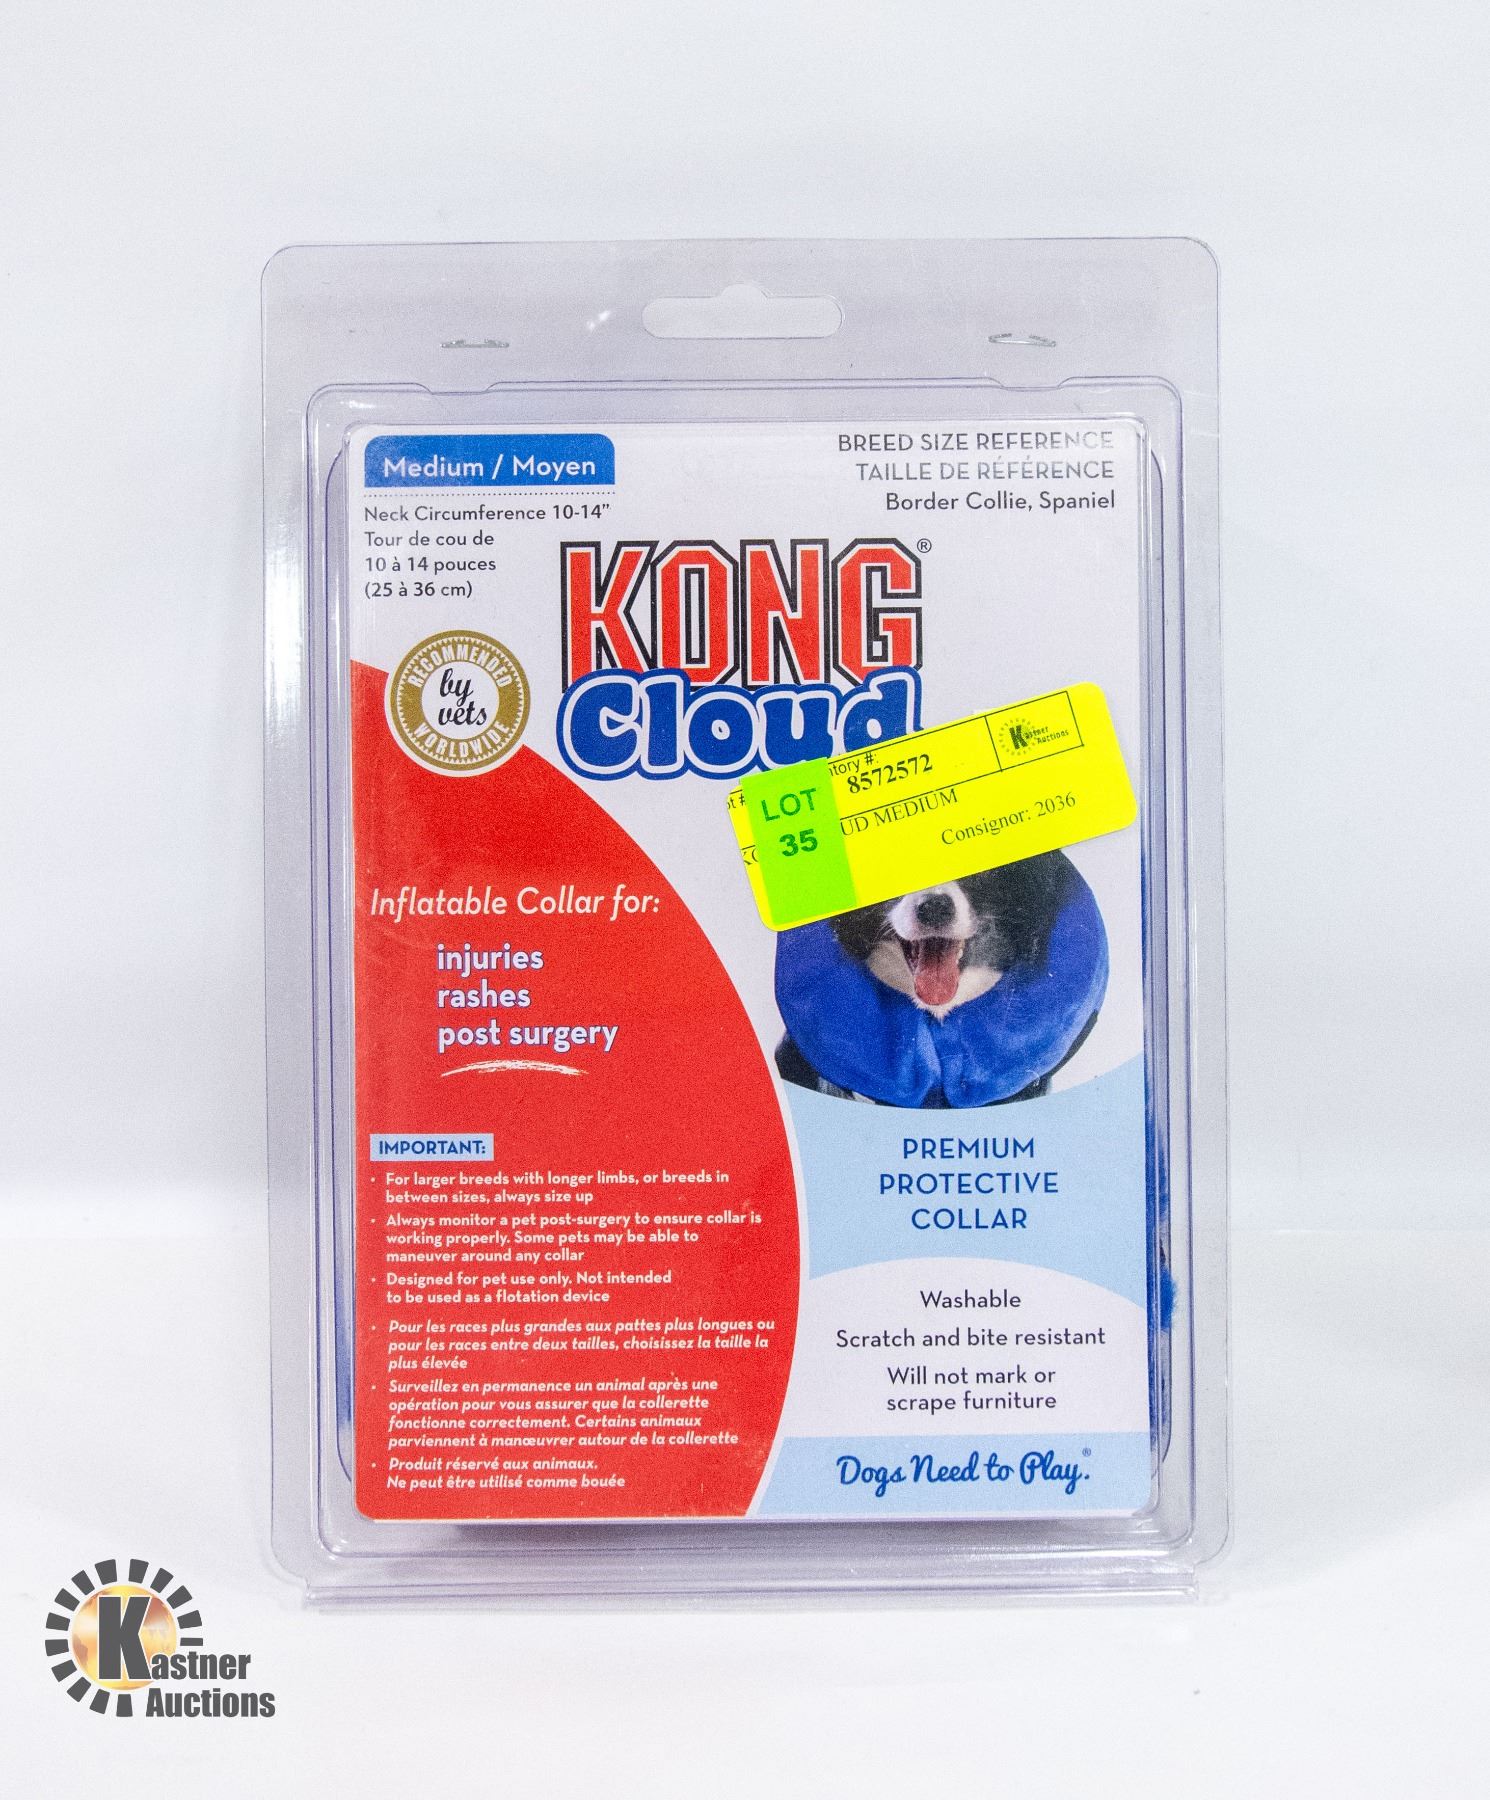 Medium / Moyen
Neck Circumference 10-14"
Tour de cou de
10 à 14 pouces
(25 à 36 cm)
BREED SIZE REFERENCE
TAILLE DE RÉFÉRENCE
Border Collie, Spaniel
KONG®
Cloud
RECOMMENDED
by
vets
WORLDWIDE
Kastner
Auctions
8572572
LOT
35
UD MEDIUM
Consignor: 2036
Inflatable Collar for:
injuries
rashes
post surgery
IMPORTANT:
• For larger breeds with longer limbs, or breeds in
between sizes, always size up
• Always monitor a pet post-surgery to ensure collar is
working properly. Some pets may be able to
maneuver around any collar
• Designed for pet use only. Not intended
to be used as a flotation device
• Pour les races plus grandes aux pattes plus longues ou
pour les races entre deux tailles, choisissez la taille la
plus élevée
• Surveillez en permanence un animal après une
opération pour vous assurer que la collerette
fonctionne correctement. Certains animaux
parviennent à manœuvrer autour de la collerette
• Produit réservé aux animaux.
Ne peut être utilisé comme bouée
PREMIUM
PROTECTIVE
COLLAR
Washable
Scratch and bite resistant
Will not mark or
scrape furniture
Dogs Need to Play.®
Kastner
Auctions